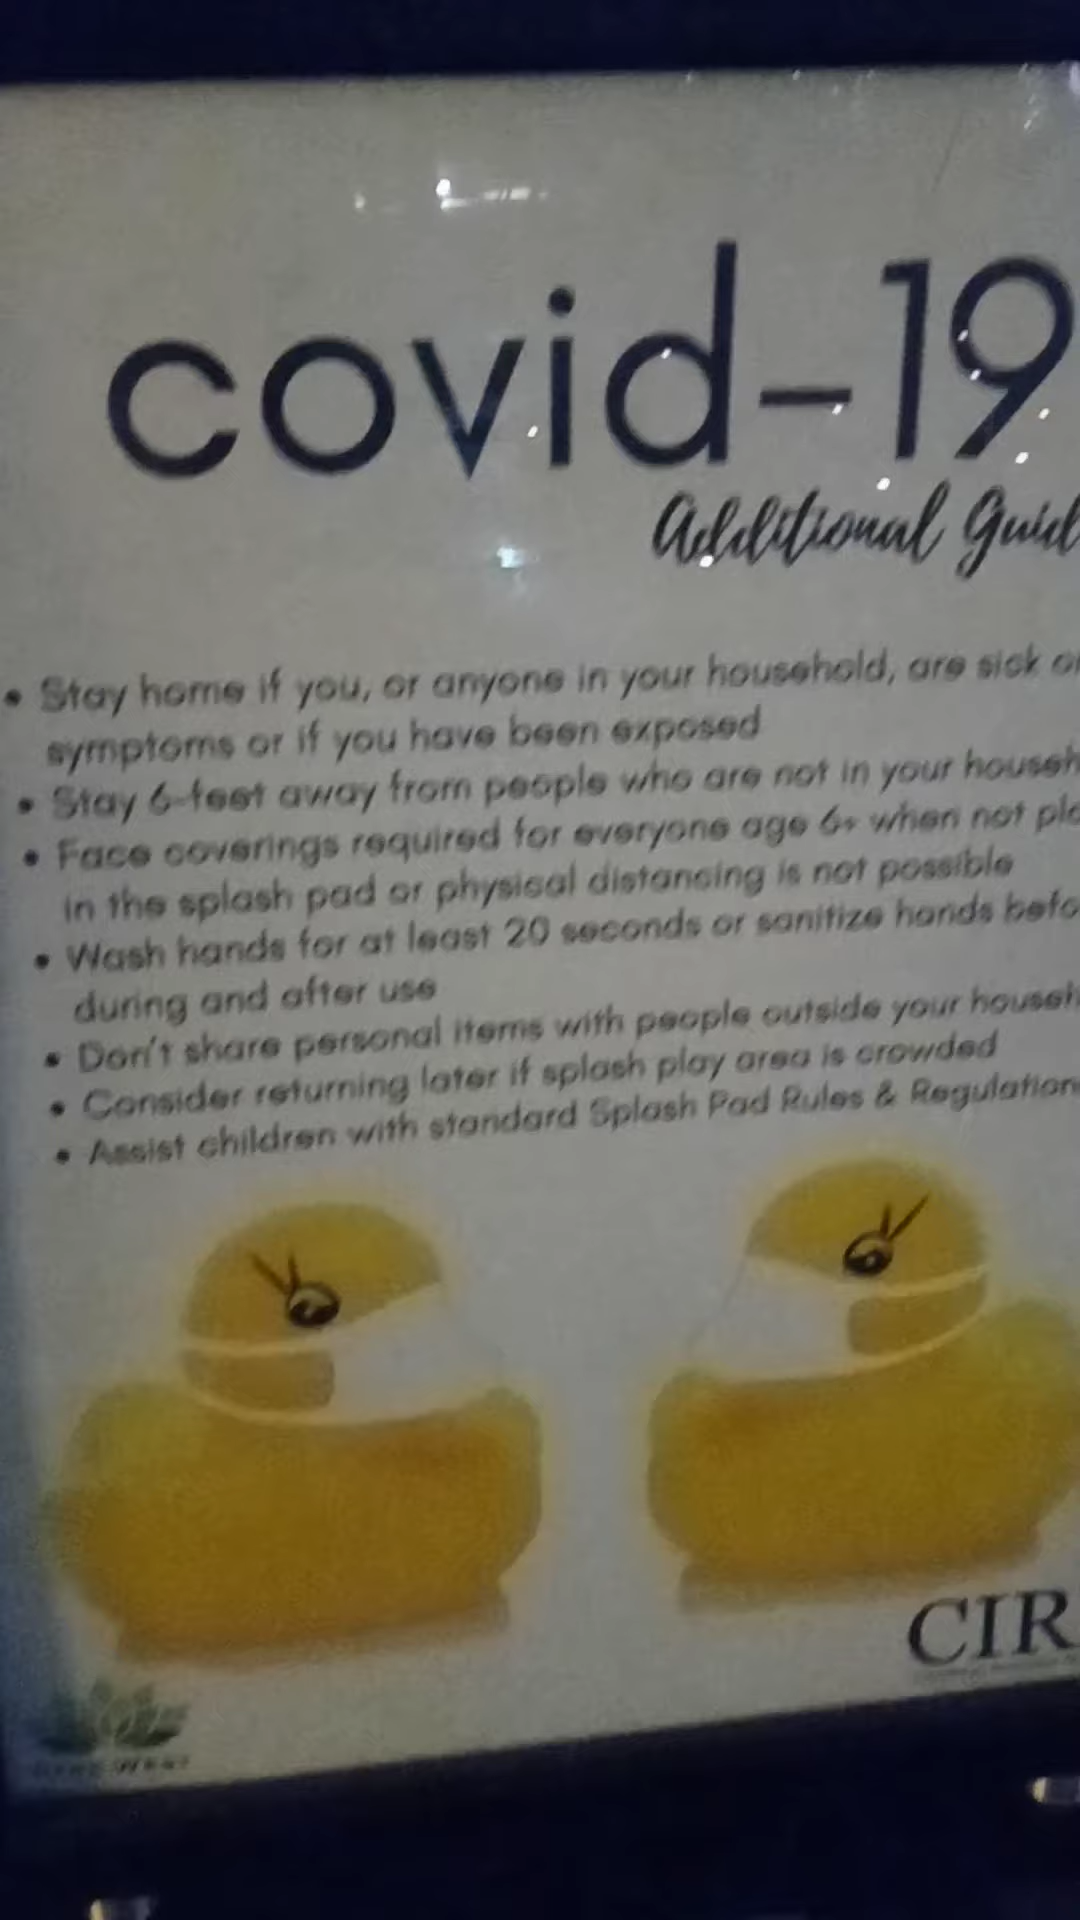 covid-19
Additional Guid
• Stay home if you, or anyone in your household, are sick or
symptoms or if you have been exposed
• Stay 6-feet away from people who are not in your househ
• Face coverings required for everyone age 6+ when not pla
in the splash pad or physical distancing is not possible
• Wash hands for at least 20 seconds or sanitize hands befo
during and after use
• Don't share personal items with people outside your househ
• Consider returning later if splash play area is crowded
• Assist children with standard Splash Pad Rules & Regulation
CIR
West